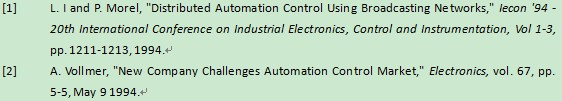 [1] L. I and P. Morel, "Distributed Automation Control Using Broadcasting Networks," Iecon '94 -
20th International Conference on Industrial Electronics, Control and Instrumentation, Vol 1-3,
pp. 1211-1213, 1994.↵
[2] A. Vollmer, "New Company Challenges Automation Control Market," Electronics, vol. 67, pp.
5-5, May 9 1994.↵